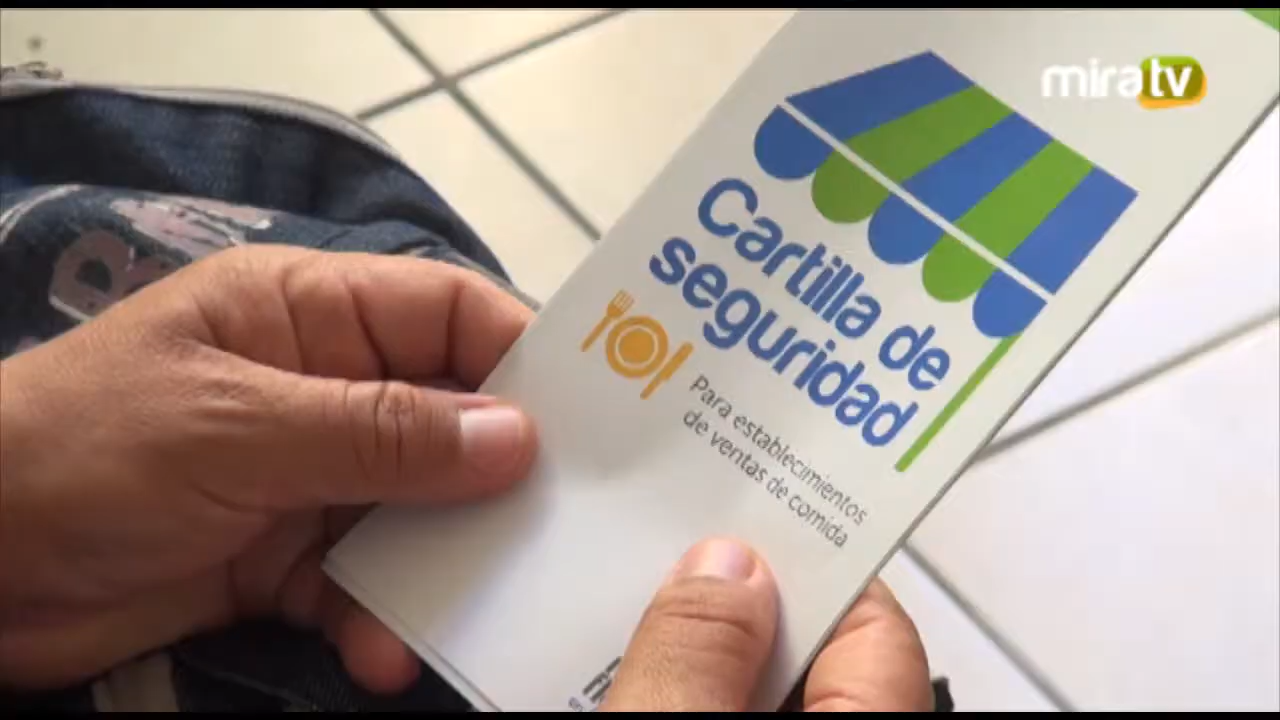 miratv
Cartilla de
seguridad
Para establecimientos
de ventas de comida